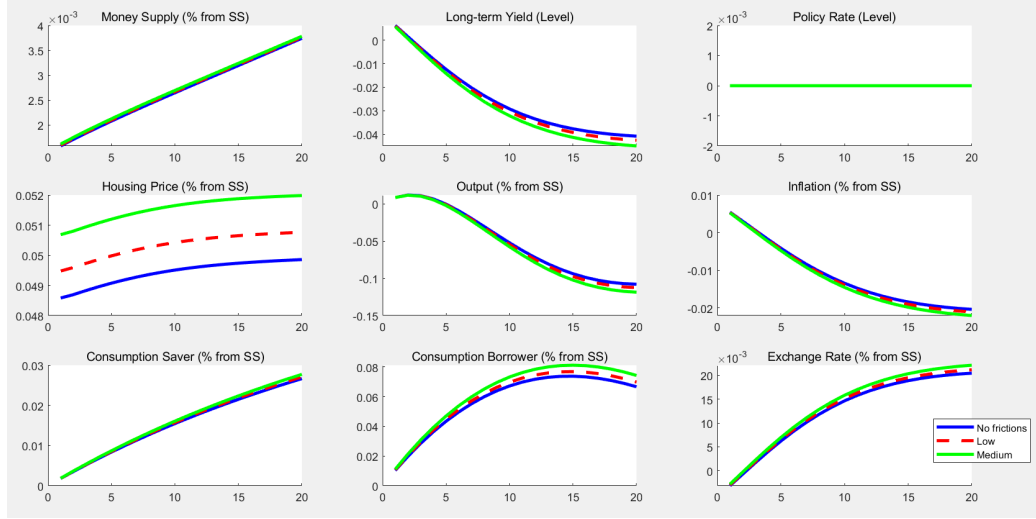 Money Supply (% from SS)
×10⁻³
4
3.5
3
2.5
2
0 5 10 15 20
Long-term Yield (Level)
0
-0.01
-0.02
-0.03
-0.04
0 5 10 15 20
Policy Rate (Level)
×10⁻³
2
1
0
-1
-2
0 5 10 15 20
Housing Price (% from SS)
0.052
0.051
0.05
0.049
0.048
0 5 10 15 20
Output (% from SS)
0
-0.05
-0.1
-0.15
0 5 10 15 20
Inflation (% from SS)
0.01
0
-0.01
-0.02
0 5 10 15 20
Consumption Saver (% from SS)
0.03
0.02
0.01
0
0 5 10 15 20
Consumption Borrower (% from SS)
0.08
0.06
0.04
0.02
0
0 5 10 15 20
Exchange Rate (% from SS)
×10⁻³
20
15
10
5
0
0 5 10 15 20
No frictions
Low
Medium